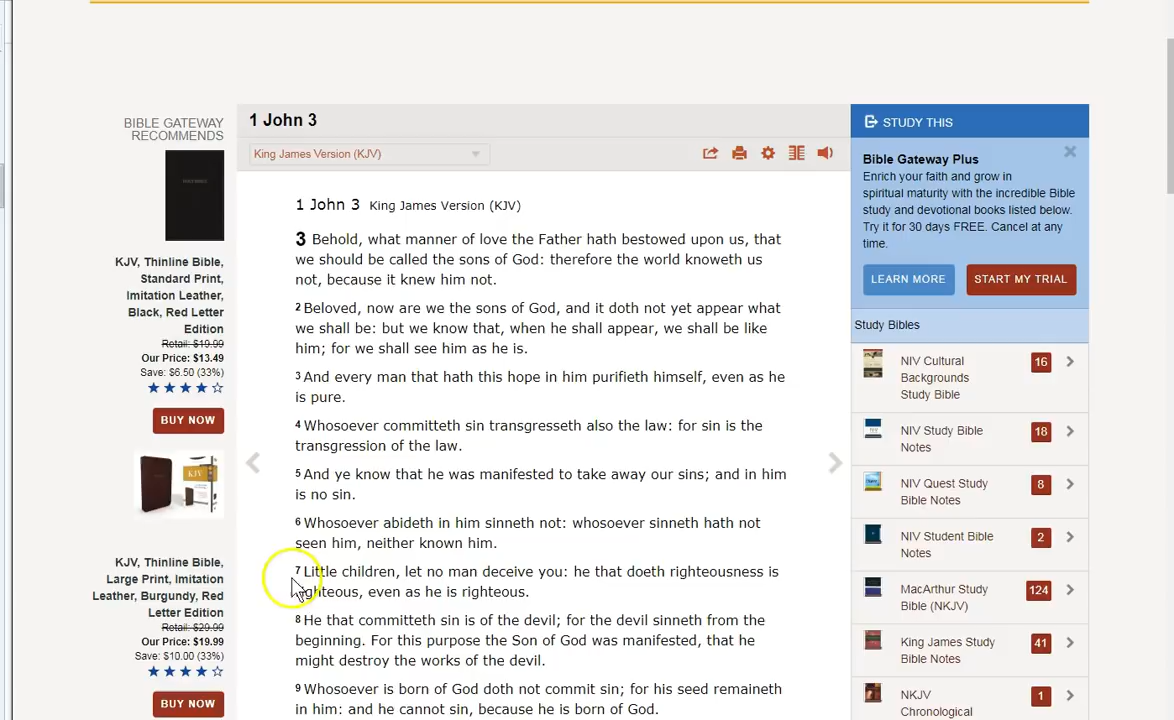 BIBLE GATEWAY
RECOMMENDS
KJV, Thinline Bible,
Standard Print,
Imitation Leather,
Black, Red Letter
Edition
Retail: $19.99
Our Price: $13.49
Save: $6.50 (33%)
BUY NOW
KJV
KJV, Thinline Bible,
Large Print, Imitation
Leather, Burgundy, Red
Letter Edition
Retail: $29.99
Our Price: $19.99
Save: $10.00 (33%)
BUY NOW
1 John 3
King James Version (KJV)
1 John 3 King James Version (KJV)
3 Behold, what manner of love the Father hath bestowed upon us, that
we should be called the sons of God: therefore the world knoweth us
not, because it knew him not.
2 Beloved, now are we the sons of God, and it doth not yet appear what
we shall be: but we know that, when he shall appear, we shall be like
him; for we shall see him as he is.
3 And every man that hath this hope in him purifieth himself, even as he
is pure.
4 Whosoever committeth sin transgresseth also the law: for sin is the
transgression of the law.
5 And ye know that he was manifested to take away our sins; and in him
is no sin.
6 Whosoever abideth in him sinneth not: whosoever sinneth hath not
seen him, neither known him.
7 Little children, let no man deceive you: he that doeth righteousness is
righteous, even as he is righteous.
8 He that committeth sin is of the devil; for the devil sinneth from the
beginning. For this purpose the Son of God was manifested, that he
might destroy the works of the devil.
9 Whosoever is born of God doth not commit sin; for his seed remaineth
in him: and he cannot sin, because he is born of God.
STUDY THIS
Bible Gateway Plus
Enrich your faith and grow in
spiritual maturity with the incredible Bible
study and devotional books listed below.
Try it for 30 days FREE. Cancel at any
time.
LEARN MORE
START MY TRIAL
Study Bibles
NIV Cultural
Backgrounds
Study Bible
16
NIV Study Bible
Notes
18
NIV Quest Study
Bible Notes
8
NIV Student Bible
Notes
2
MacArthur Study
Bible (NKJV)
124
King James Study
Bible Notes
41
NKJV
Chronological
1